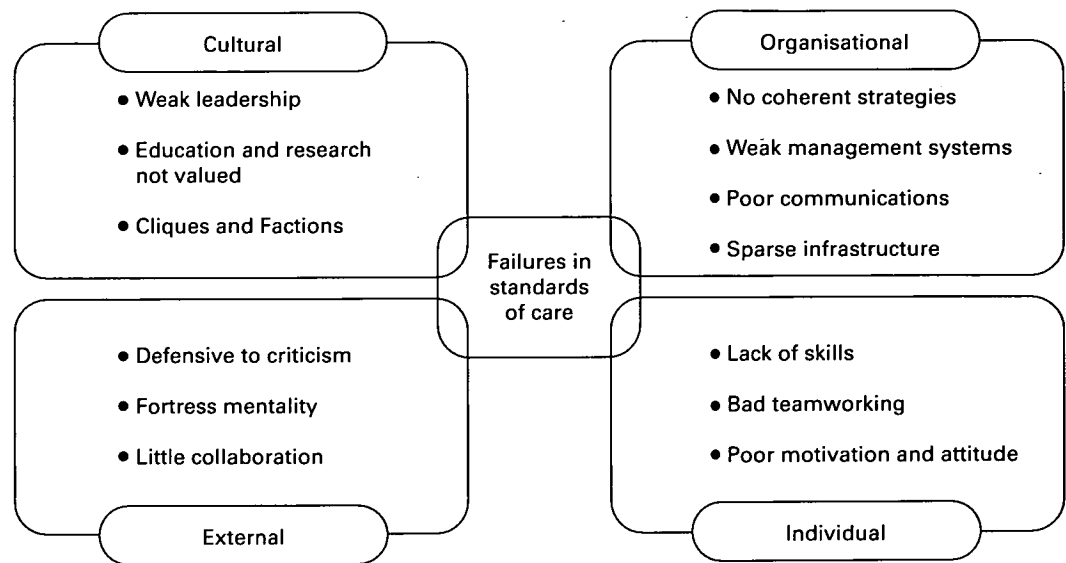 Cultural
• Weak leadership
• Education and research
not valued
• Cliques and Factions
Organisational
• No coherent strategies
• Weak management systems
• Poor communications
• Sparse infrastructure
Failures in
standards
of care
• Defensive to criticism
• Fortress mentality
• Little collaboration
External
• Lack of skills
• Bad teamworking
• Poor motivation and attitude
Individual